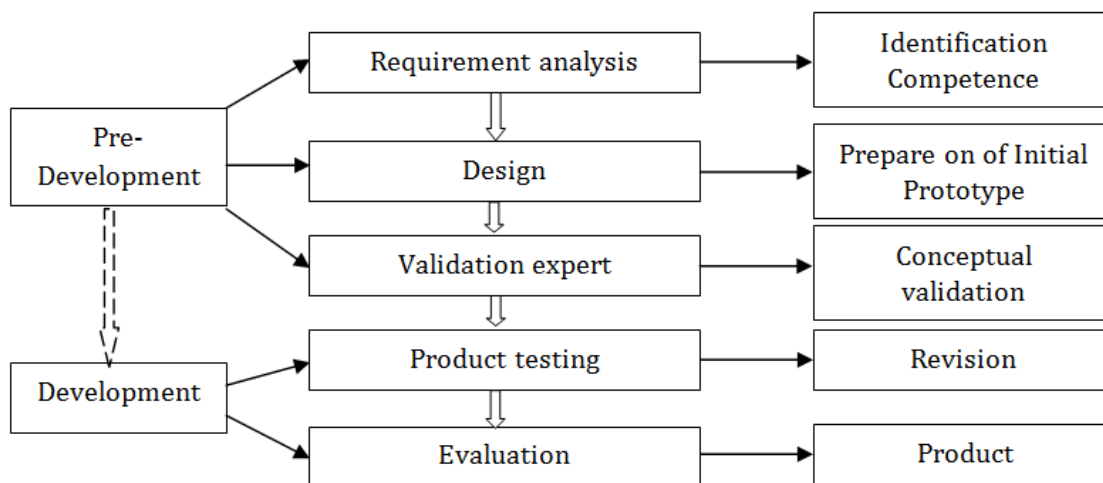 Pre-
Development
Requirement analysis
Identification
Competence
Design
Prepare on of Initial
Prototype
Validation expert
Conceptual
validation
Development
Product testing
Revision
Evaluation
Product